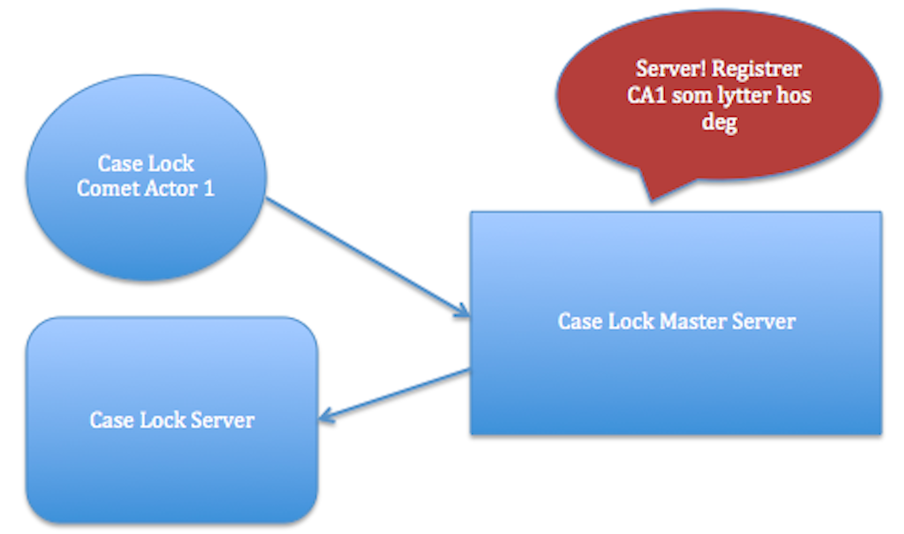 Server! Registrer
CA1 som lytter hos
deg
Case Lock
Comet Actor 1
Case Lock Master Server
Case Lock Server